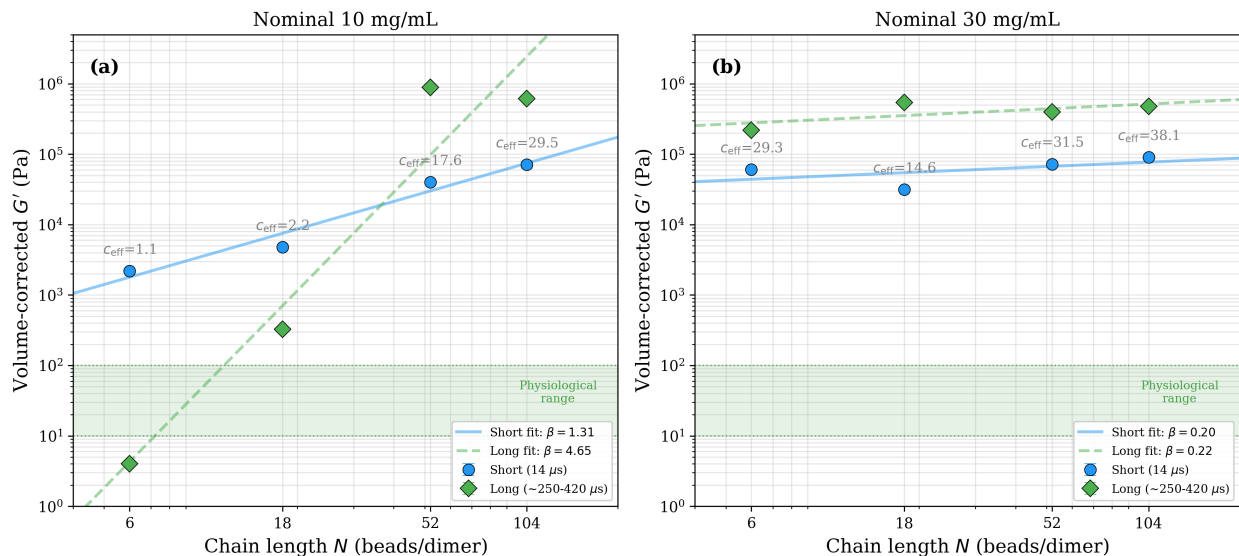 Nominal 10 mg/mL
(a)
Volume-corrected G′ (Pa)
10⁶
10⁵
10⁴
10³
10²
10¹
10⁰
c_eff=1.1
c_eff=2.2
c_eff=17.6
c_eff=29.5
Physiological
range
Short fit: β = 1.31
Long fit: β = 4.65
Short (14 μs)
Long (~250-420 μs)
6
18
52
104
Chain length N (beads/dimer)
Nominal 30 mg/mL
(b)
Volume-corrected G′ (Pa)
10⁶
10⁵
10⁴
10³
10²
10¹
10⁰
c_eff=29.3
c_eff=14.6
c_eff=31.5
c_eff=38.1
Physiological
range
Short fit: β = 0.20
Long fit: β = 0.22
Short (14 μs)
Long (~250-420 μs)
6
18
52
104
Chain length N (beads/dimer)